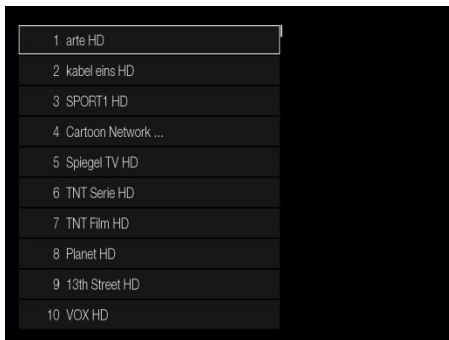 1 arte HD
2 kabel eins HD
3 SPORT1 HD
4 Cartoon Network ...
5 Spiegel TV HD
6 TNT Serie HD
7 TNT Film HD
8 Planet HD
9 13th Street HD
10 VOX HD